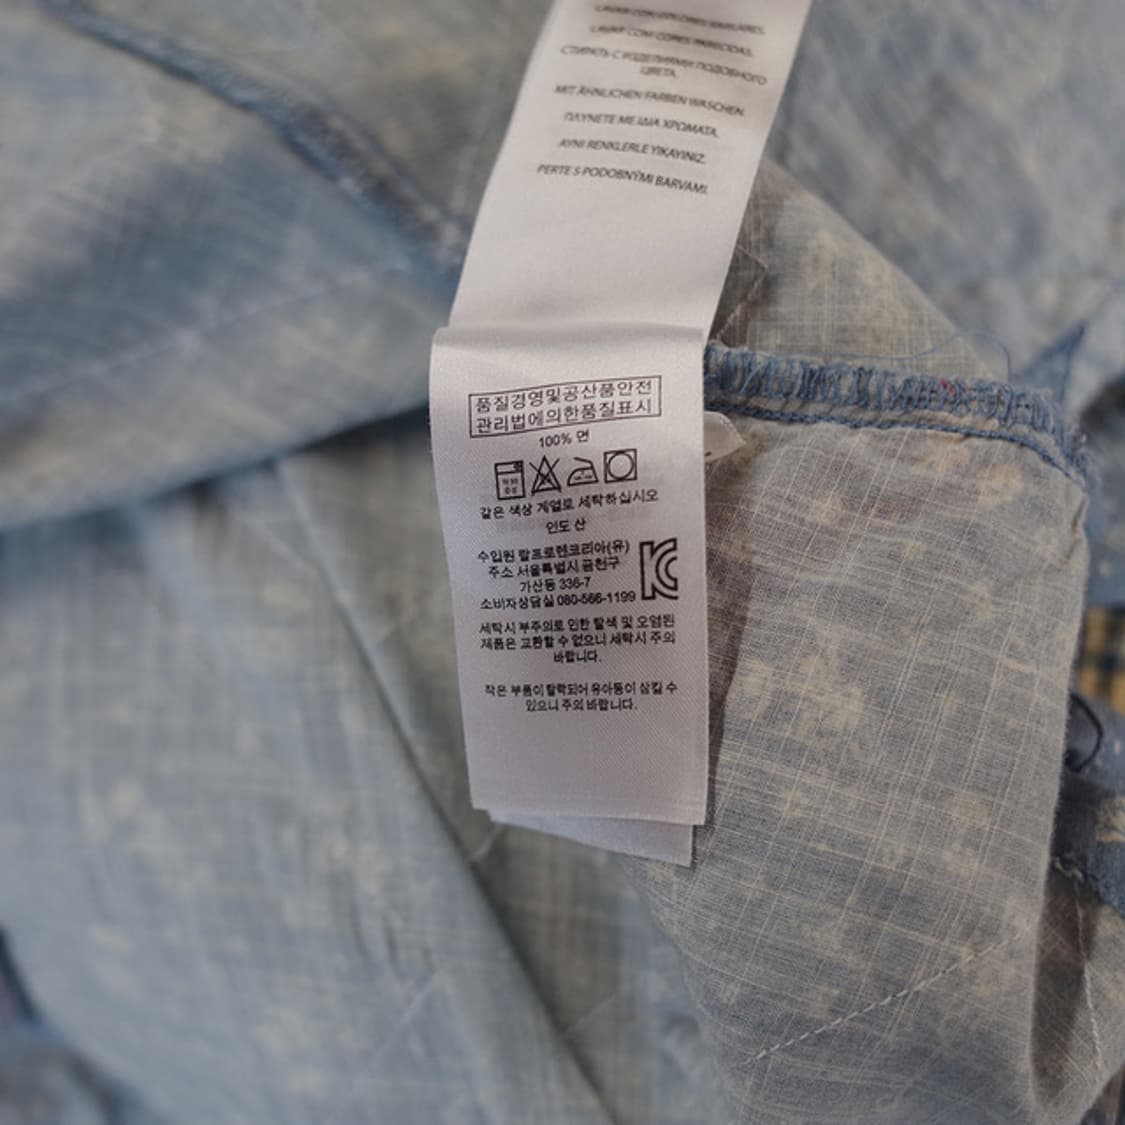 LAVAR CON COLORES SIMILARES.
LAVAR COM CORES PARECIDAS.
СТИРАТЬ С ИЗДЕЛИЯМИ ПОДОБНОГО
ЦВЕТА.
MIT ÄHNLICHEN FARBEN WASCHEN.
ΠΛΥΝΕΤΕ ΜΕ ΙΔΙΑ ΧΡΩΜΑΤΑ.
AYNI RENKLERLE YIKAYINIZ.
PERTE S PODOBNÝMI BARVAMI.
품질경영및공산품안전
관리법에의한품질표시
100% 면
같은 색상 계열로 세탁하십시오
인도 산
수입원 랄프로렌코리아(유)
주소 서울특별시 금천구
가산동 336-7
소비자상담실 080-566-1199
KC
세탁시 부주의로 인한 탈색 및 오염된
제품은 교환할 수 없으니 세탁시 주의
바랍니다.
작은 부품이 탈락되어 유아등이 삼킬 수
있으니 주의 바랍니다.